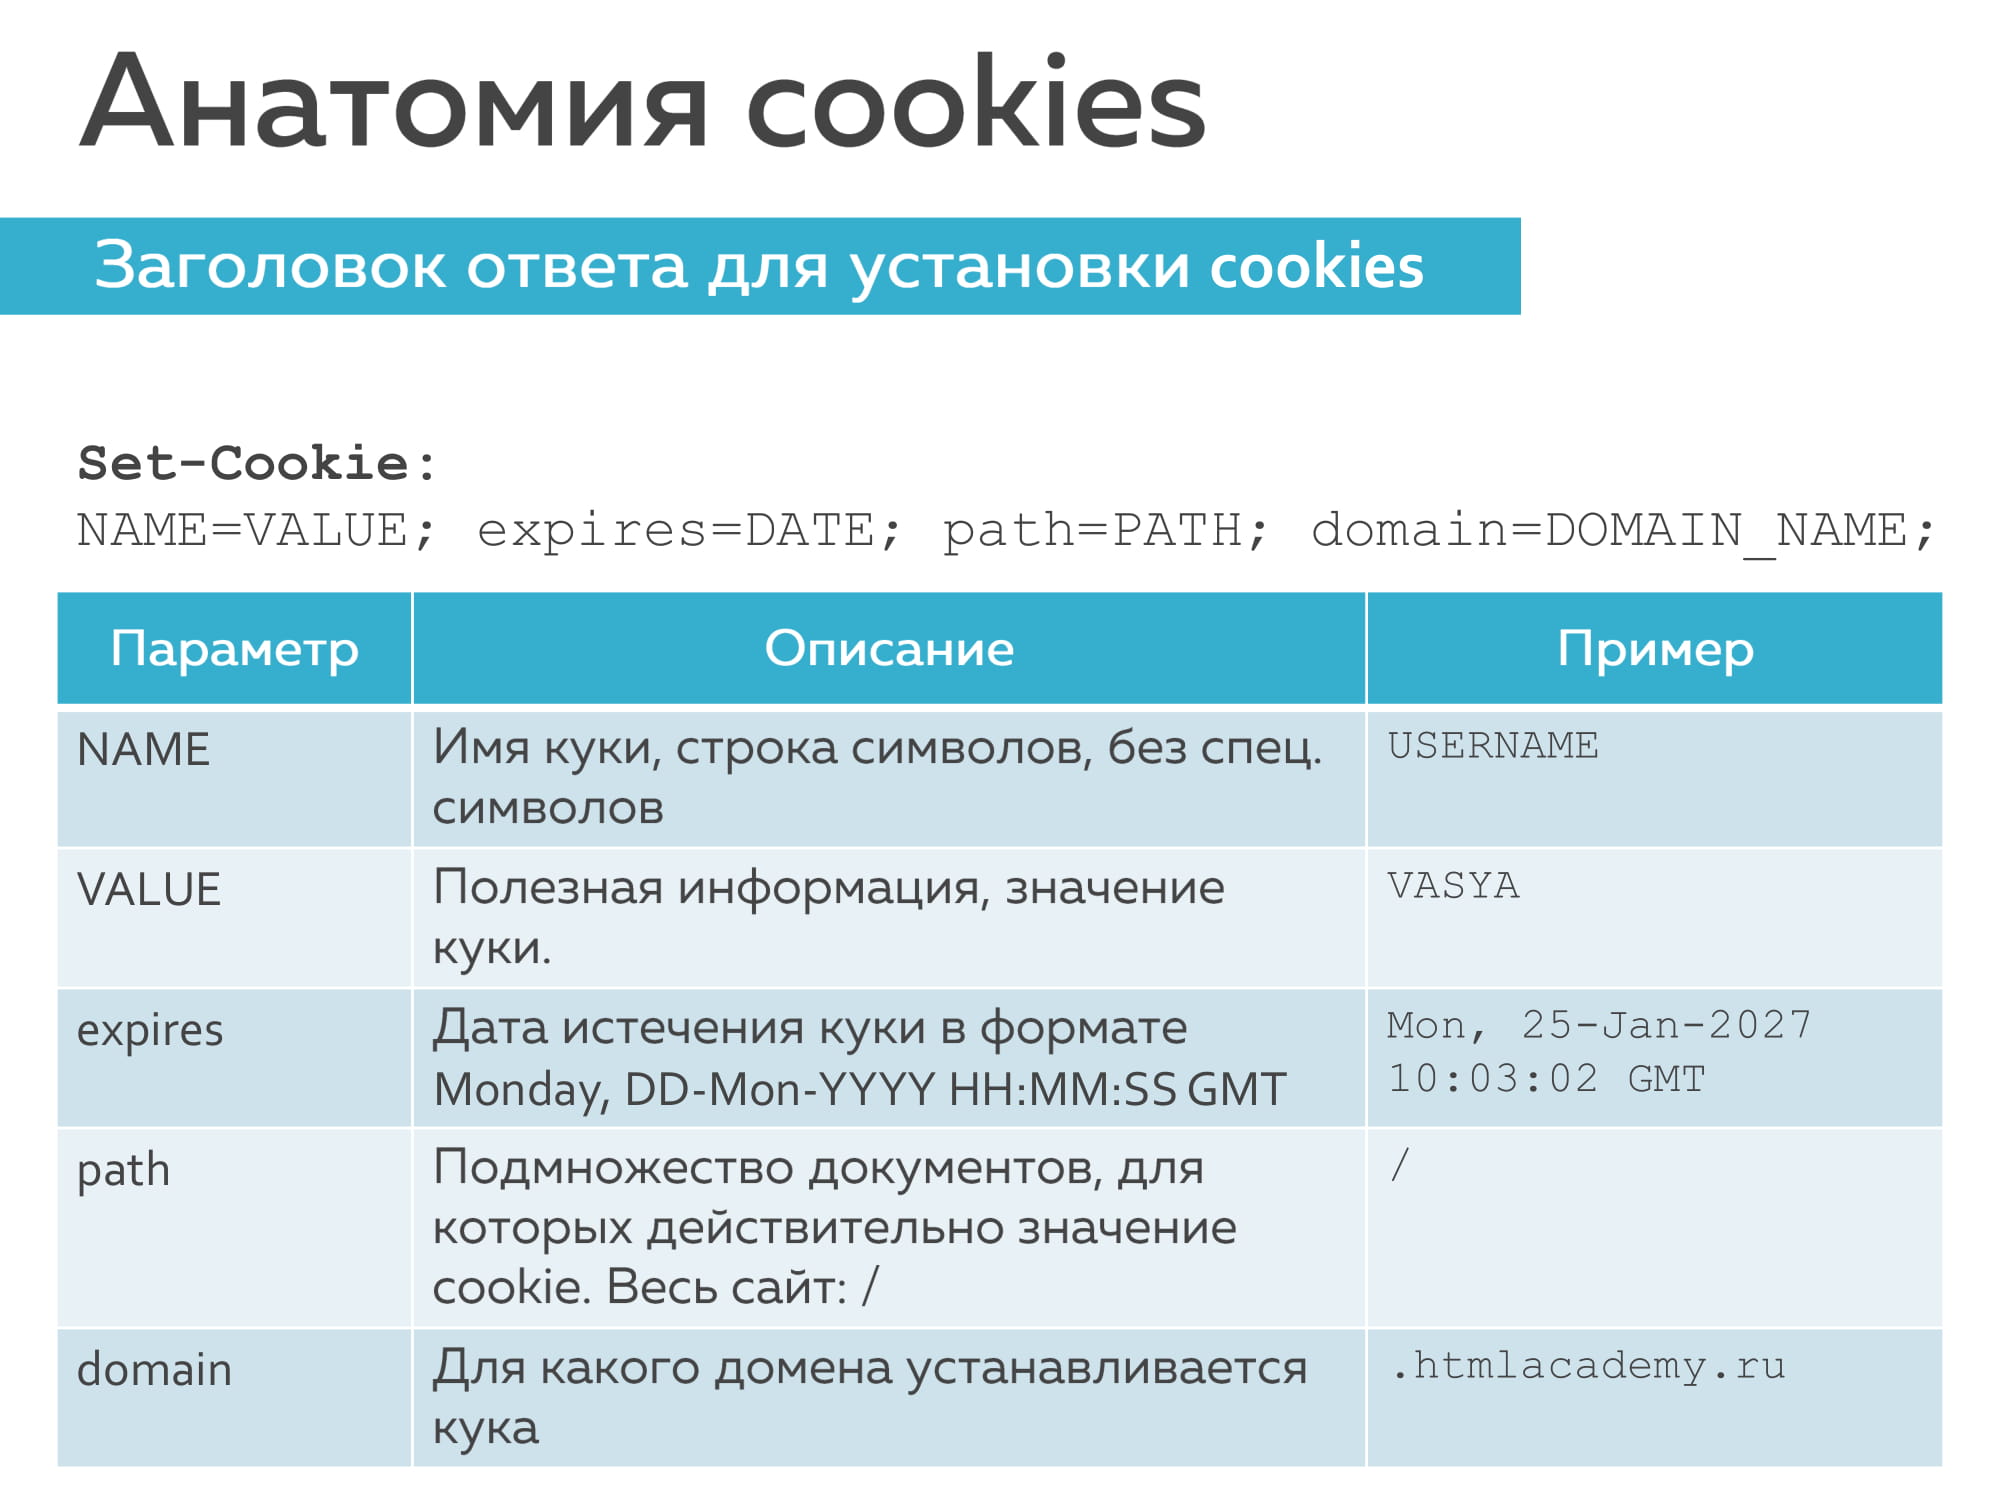 Анатомия cookies
Заголовок ответа для установки cookies
Set-Cookie:
NAME=VALUE; expires=DATE; path=PATH; domain=DOMAIN_NAME;
Параметр Описание Пример
NAME Имя куки, строка символов, без спец. USERNAME
символов
VALUE Полезная информация, значение VASYA
куки.
expires Дата истечения куки в формате Mon, 25-Jan-2027
Monday, DD-Mon-YYYY HH:MM:SS GMT 10:03:02 GMT
path Подмножество документов, для /
которых действительно значение
cookie. Весь сайт: /
domain Для какого домена устанавливается .htmlacademy.ru
кука